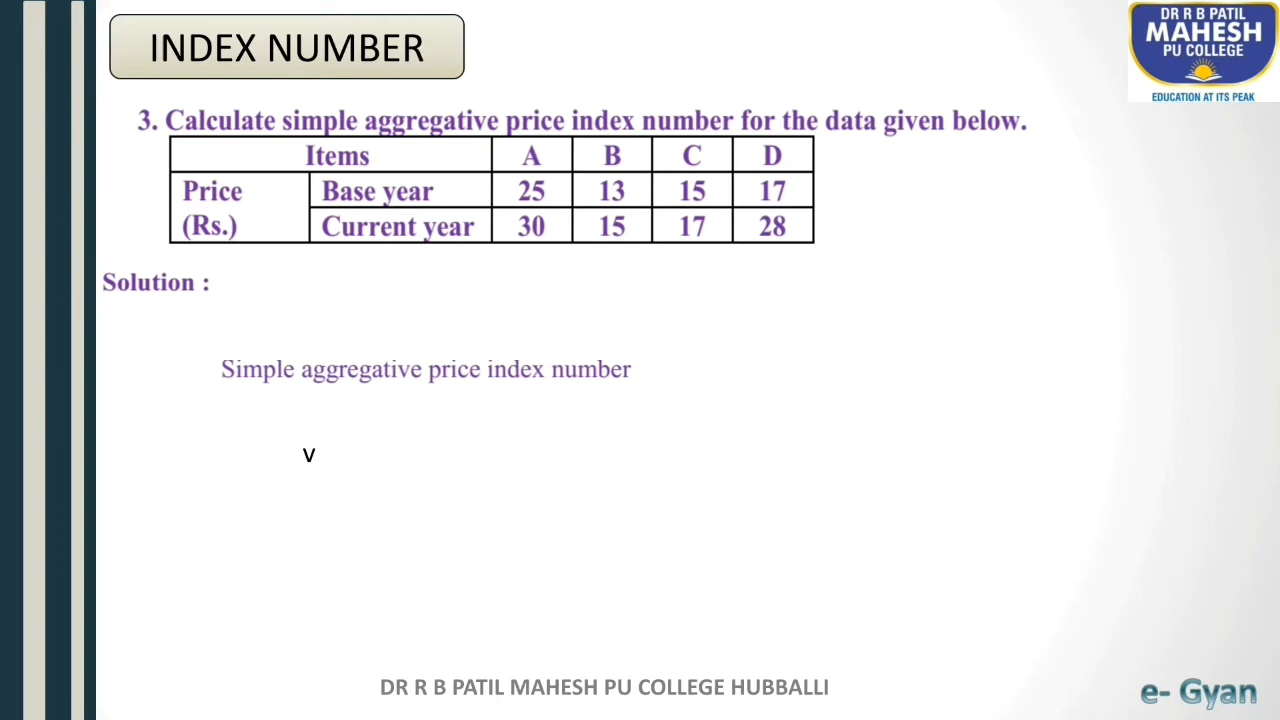 INDEX NUMBER
DR R B PATIL
MAHESH
PU COLLEGE
EDUCATION AT ITS PEAK
3. Calculate simple aggregative price index number for the data given below.
Items A B C D
Price (Rs.) Base year 25 13 15 17
Current year 30 15 17 28
Solution :
Simple aggregative price index number
v
DR R B PATIL MAHESH PU COLLEGE HUBBALLI
e- Gyan